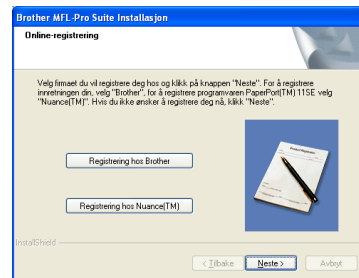 Brother MFL-Pro Suite Installasjon
Online-registrering
Velg firmaet du vil registrere deg hos og klikk på knappen "Neste". For å registrere
innretningen din, velg "Brother", for å registrere programvaren PaperPort(TM) 11SE velg
"Nuance(TM)". Hvis du ikke ønsker å registrere deg nå, klikk "Neste".
Registrering hos Brother
Registrering hos Nuance(TM)
InstallShield
< Tilbake
Neste >
Avbryt